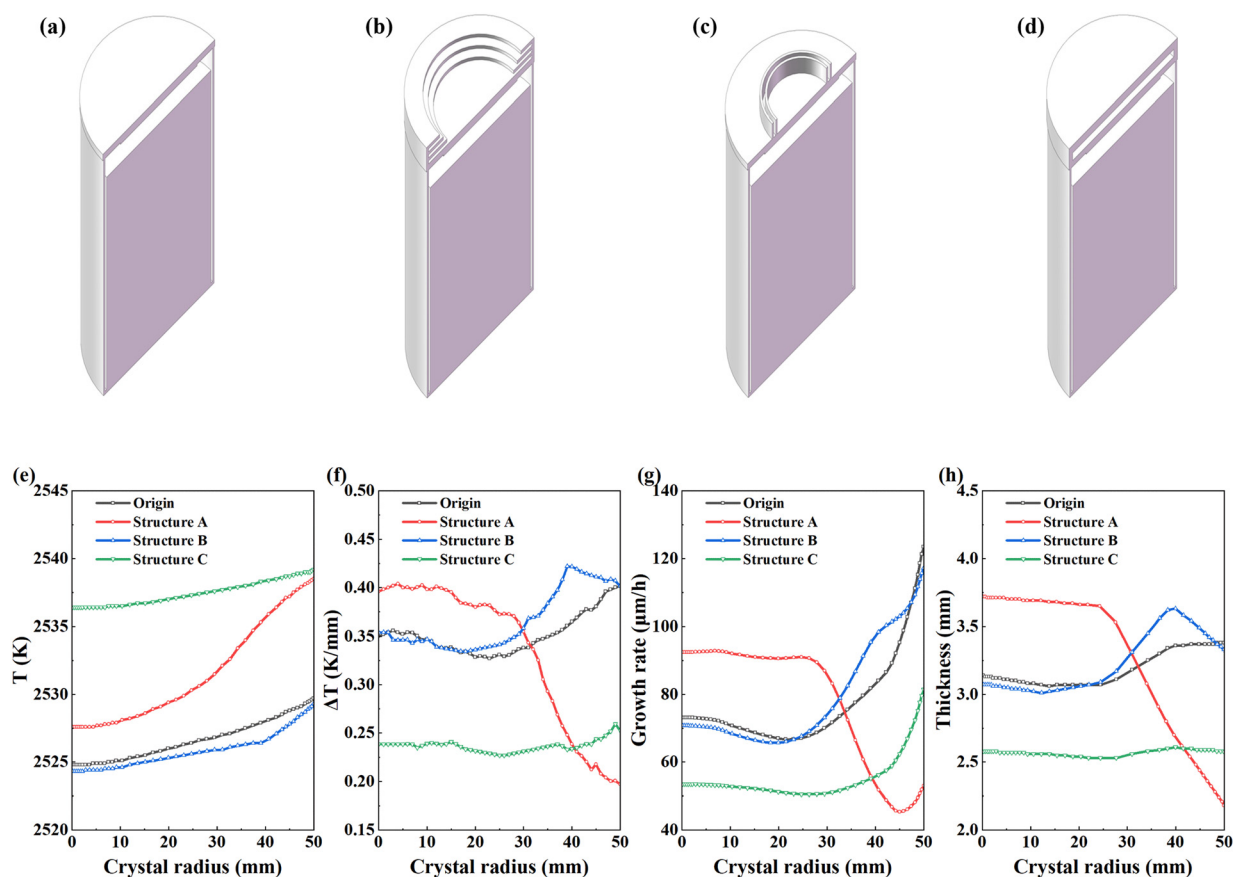 (a)
(b)
(c)
(d)
(e)
2545
2540
2535
2530
2525
2520
T (K)
Origin
Structure A
Structure B
Structure C
0 10 20 30 40 50
Crystal radius (mm)
(f)
0.50
0.45
0.40
0.35
0.30
0.25
0.20
0.15
ΔT (K/mm)
Origin
Structure A
Structure B
Structure C
0 10 20 30 40 50
Crystal radius (mm)
(g)
140
120
100
80
60
40
Growth rate (μm/h)
Origin
Structure A
Structure B
Structure C
0 10 20 30 40 50
Crystal radius (mm)
(h)
4.5
4.0
3.5
3.0
2.5
2.0
Thickness (mm)
Origin
Structure A
Structure B
Structure C
0 10 20 30 40 50
Crystal radius (mm)